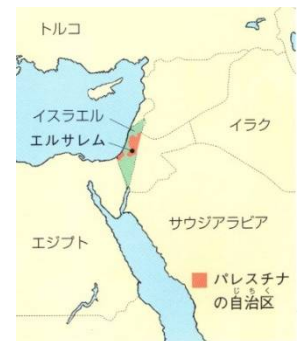 トルコ
イスラエル
エルサレム
イラク
サウジアラビア
エジプト
パレスチナ
の自治区
じちく